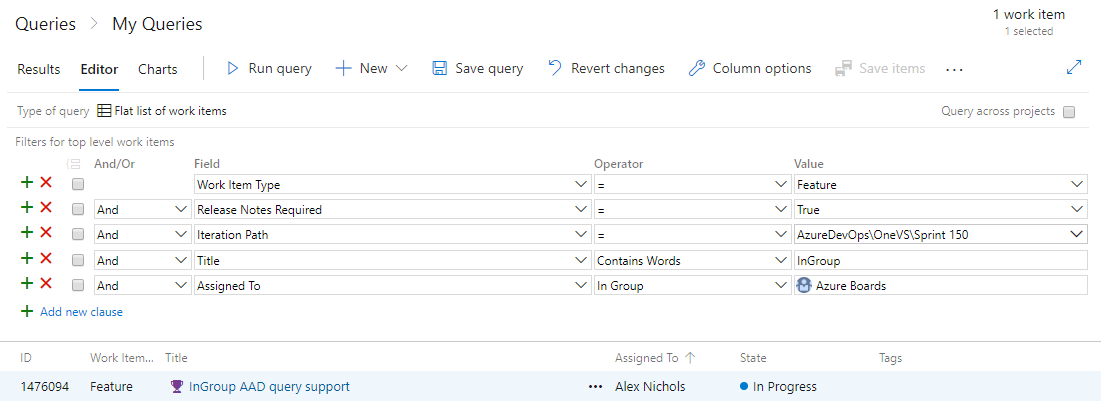 Queries > My Queries
1 work item
1 selected
Results Editor Charts Run query New Save query Revert changes Column options Save items ...
Type of query Flat list of work items Query across projects
Filters for top level work items
And/Or Field Operator Value
Work Item Type = Feature
And Release Notes Required = True
And Iteration Path = AzureDevOps\OneVS\Sprint 150
And Title Contains Words InGroup
And Assigned To In Group Azure Boards
Add new clause
ID Work Item... Title Assigned To State Tags
1476094 Feature InGroup AAD query support ... Alex Nichols In Progress